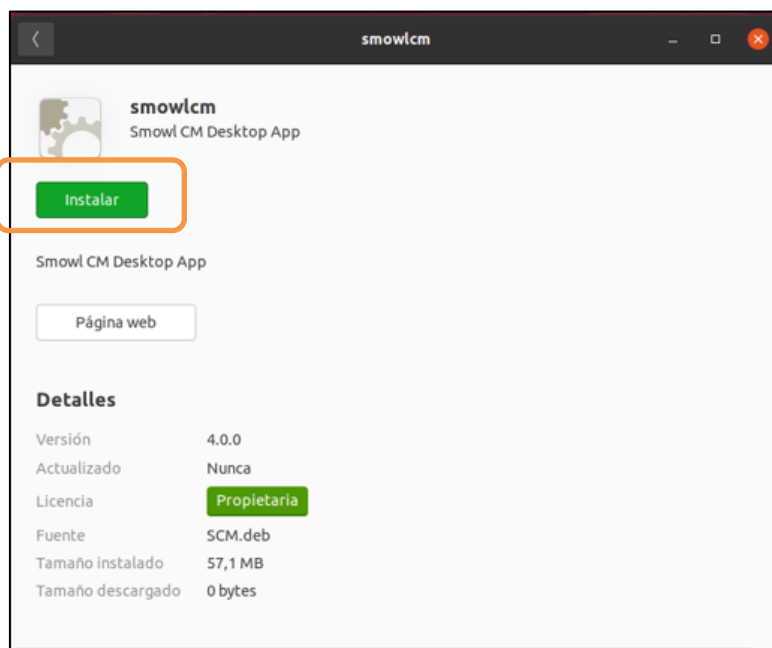 smowlcm
smowlcm
Smowl CM Desktop App
Instalar
Smowl CM Desktop App
Página web
Detalles
Versión 4.0.0
Actualizado Nunca
Licencia Propietaria
Fuente SCM.deb
Tamaño instalado 57,1 MB
Tamaño descargado 0 bytes